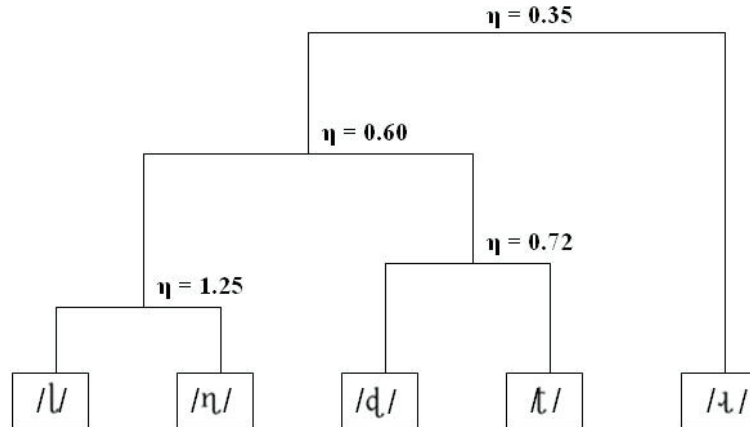 η = 0.35
η = 0.60
η = 0.72
η = 1.25
/ɭ/ /ɳ/ /ɖ/ /ʈ/ /ɻ/